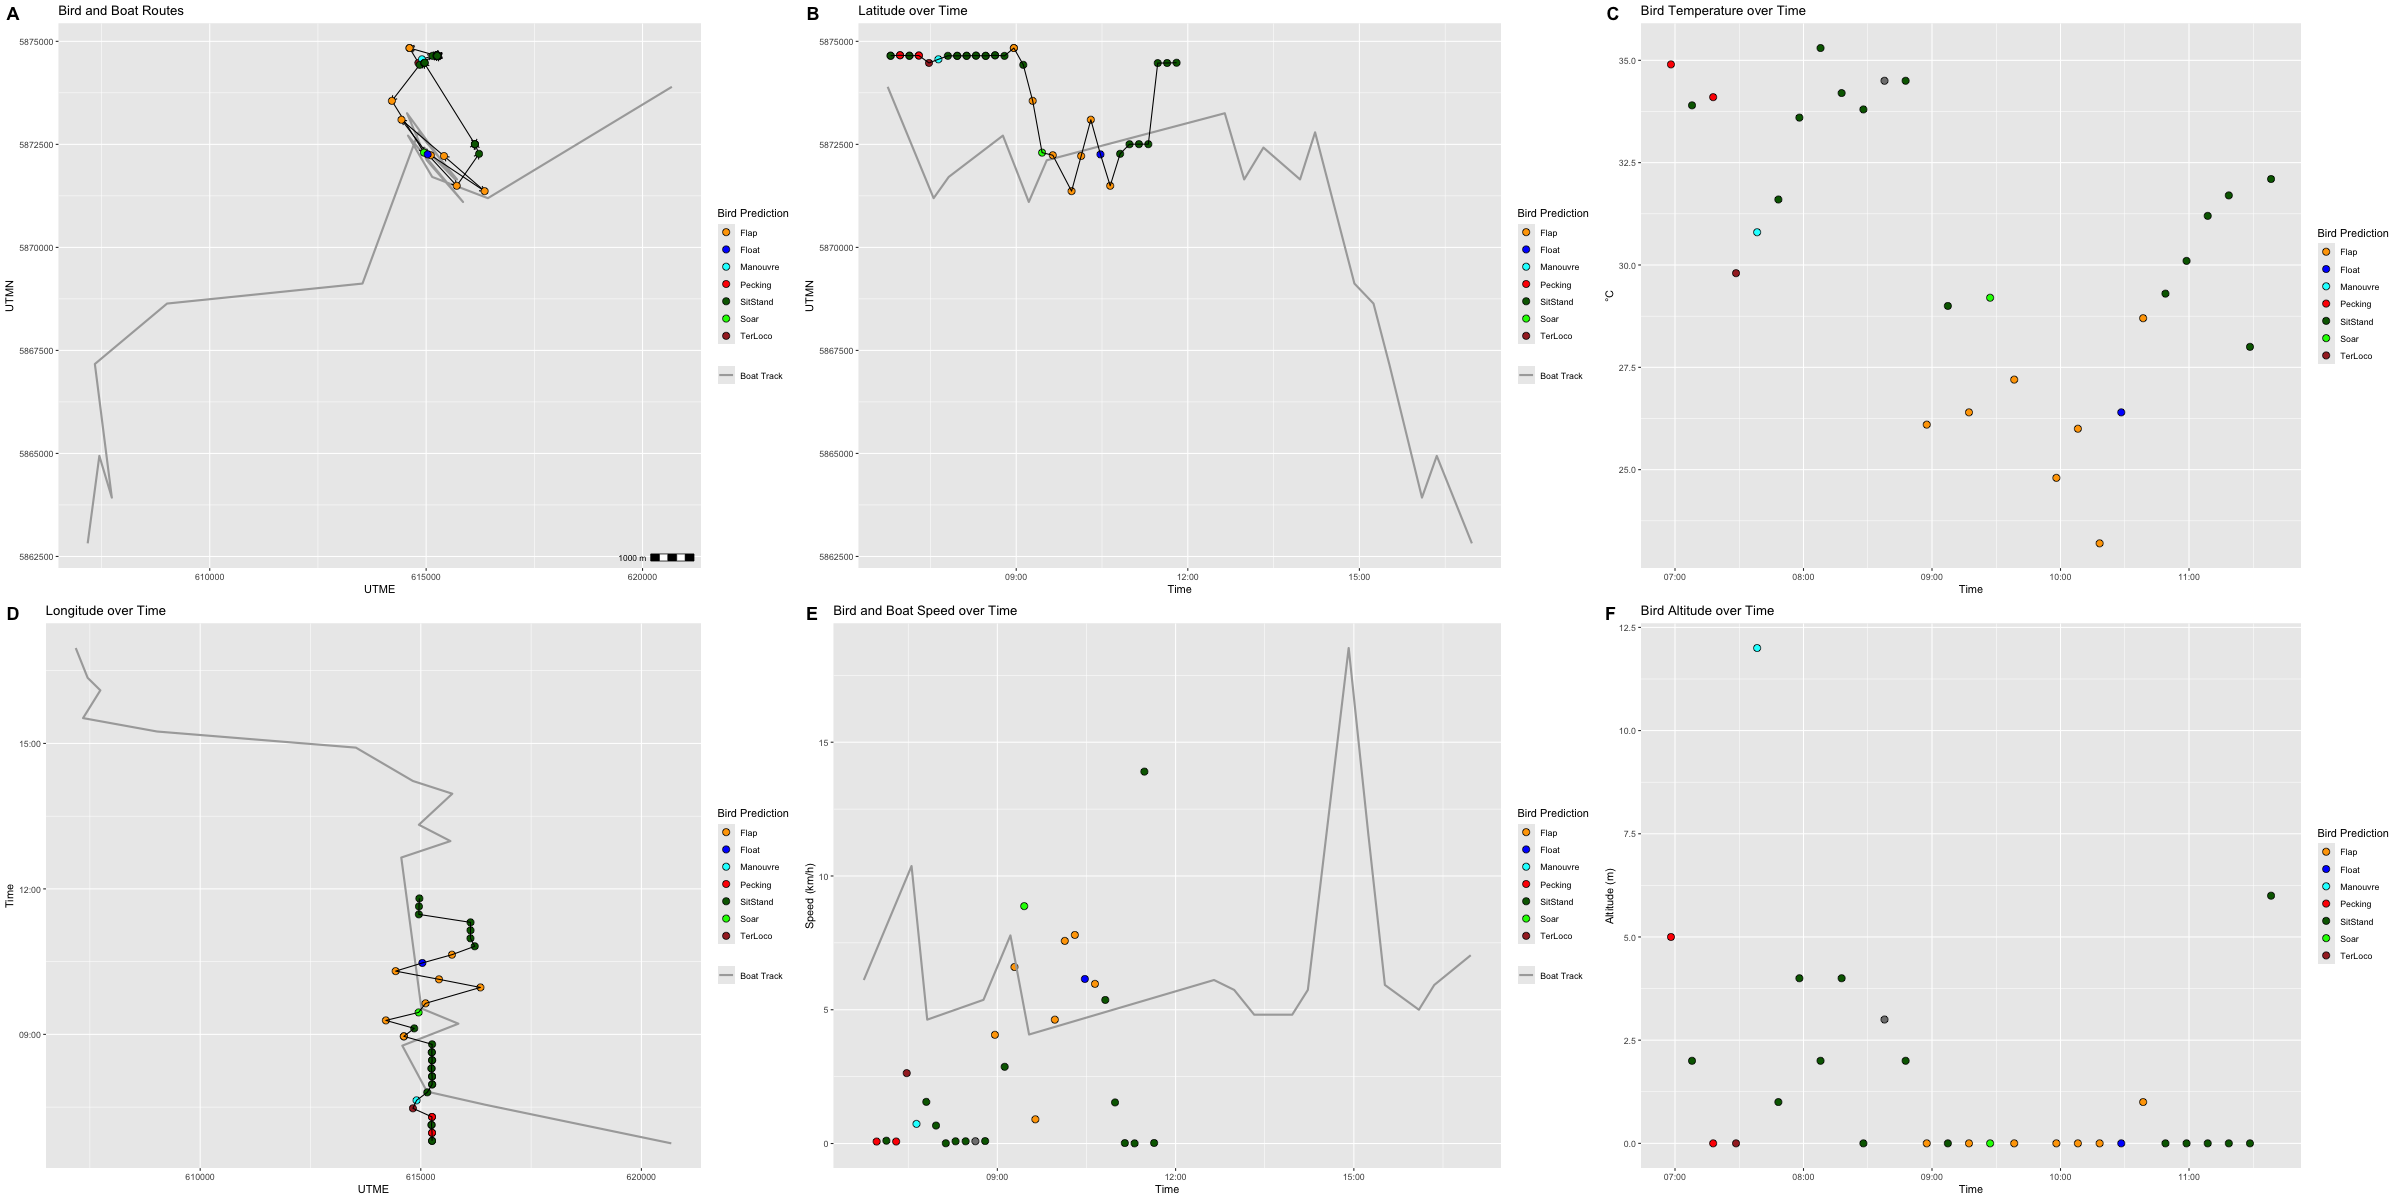 A Bird and Boat Routes
5875000
5872500
5870000
5867500
5865000
5862500
UTMN
610000 615000 620000
UTME
1000 m
Bird Prediction
Flap
Float
Manouvre
Pecking
SitStand
Soar
TerLoco
Boat Track
B Latitude over Time
5875000
5872500
5870000
5867500
5865000
5862500
UTMN
09:00 12:00 15:00
Time
Bird Prediction
Flap
Float
Manouvre
Pecking
SitStand
Soar
TerLoco
Boat Track
C Bird Temperature over Time
35.0
32.5
30.0
27.5
25.0
°C
07:00 08:00 09:00 10:00 11:00
Time
Bird Prediction
Flap
Float
Manouvre
Pecking
SitStand
Soar
TerLoco
D Longitude over Time
15:00
12:00
09:00
Time
610000 615000 620000
UTME
Bird Prediction
Flap
Float
Manouvre
Pecking
SitStand
Soar
TerLoco
Boat Track
E Bird and Boat Speed over Time
15
10
5
0
Speed (km/h)
09:00 12:00 15:00
Time
Bird Prediction
Flap
Float
Manouvre
Pecking
SitStand
Soar
TerLoco
Boat Track
F Bird Altitude over Time
12.5
10.0
7.5
5.0
2.5
0.0
Altitude (m)
07:00 08:00 09:00 10:00 11:00
Time
Bird Prediction
Flap
Float
Manouvre
Pecking
SitStand
Soar
TerLoco